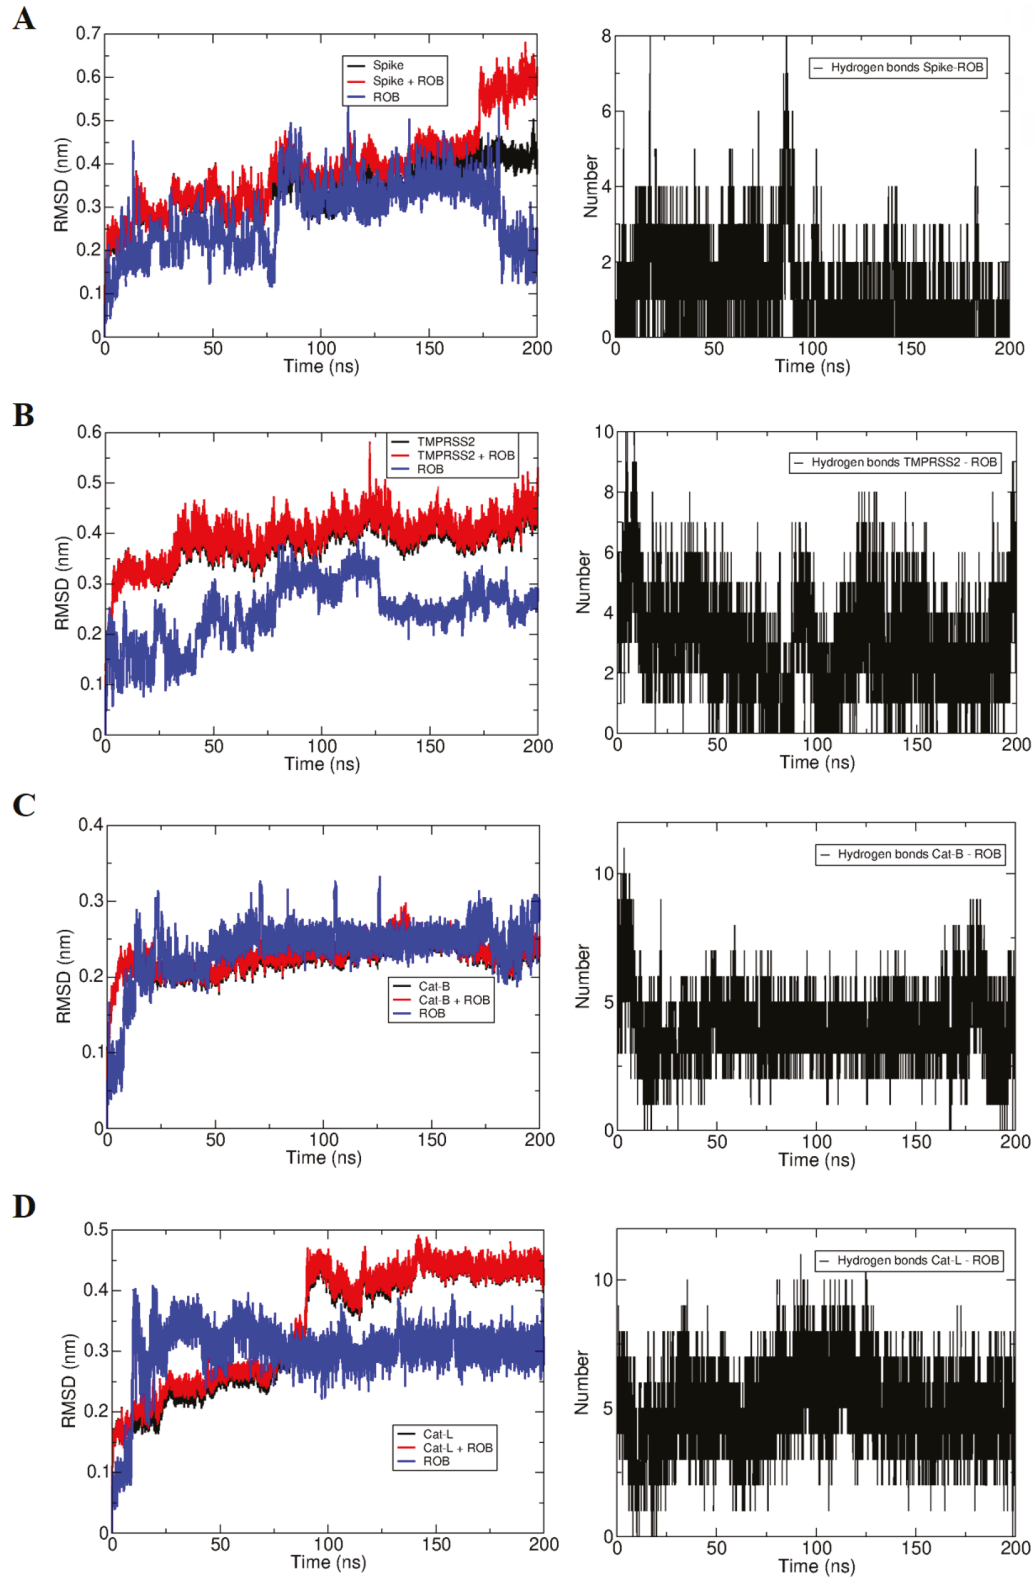 A
0.7
0.6
0.5
0.4
0.3
0.2
0.1
0
RMSD (nm)
Spike
Spike + ROB
ROB
0 50 100 150 200
Time (ns)
8
6
4
2
0
Number
Hydrogen bonds Spike-ROB
0 50 100 150 200
Time (ns)
B
0.6
0.5
0.4
0.3
0.2
0.1
0
RMSD (nm)
TMPRSS2
TMPRSS2 + ROB
ROB
0 50 100 150 200
Time (ns)
10
8
6
4
2
0
Number
Hydrogen bonds TMPRSS2 - ROB
0 50 100 150 200
Time (ns)
C
0.4
0.3
0.2
0.1
0
RMSD (nm)
Cat-B
Cat-B + ROB
ROB
0 50 100 150 200
Time (ns)
10
5
0
Number
Hydrogen bonds Cat-B - ROB
0 50 100 150 200
Time (ns)
D
0.5
0.4
0.3
0.2
0.1
0
RMSD (nm)
Cat-L
Cat-L + ROB
ROB
0 50 100 150 200
Time (ns)
10
5
0
Number
Hydrogen bonds Cat-L - ROB
0 50 100 150 200
Time (ns)